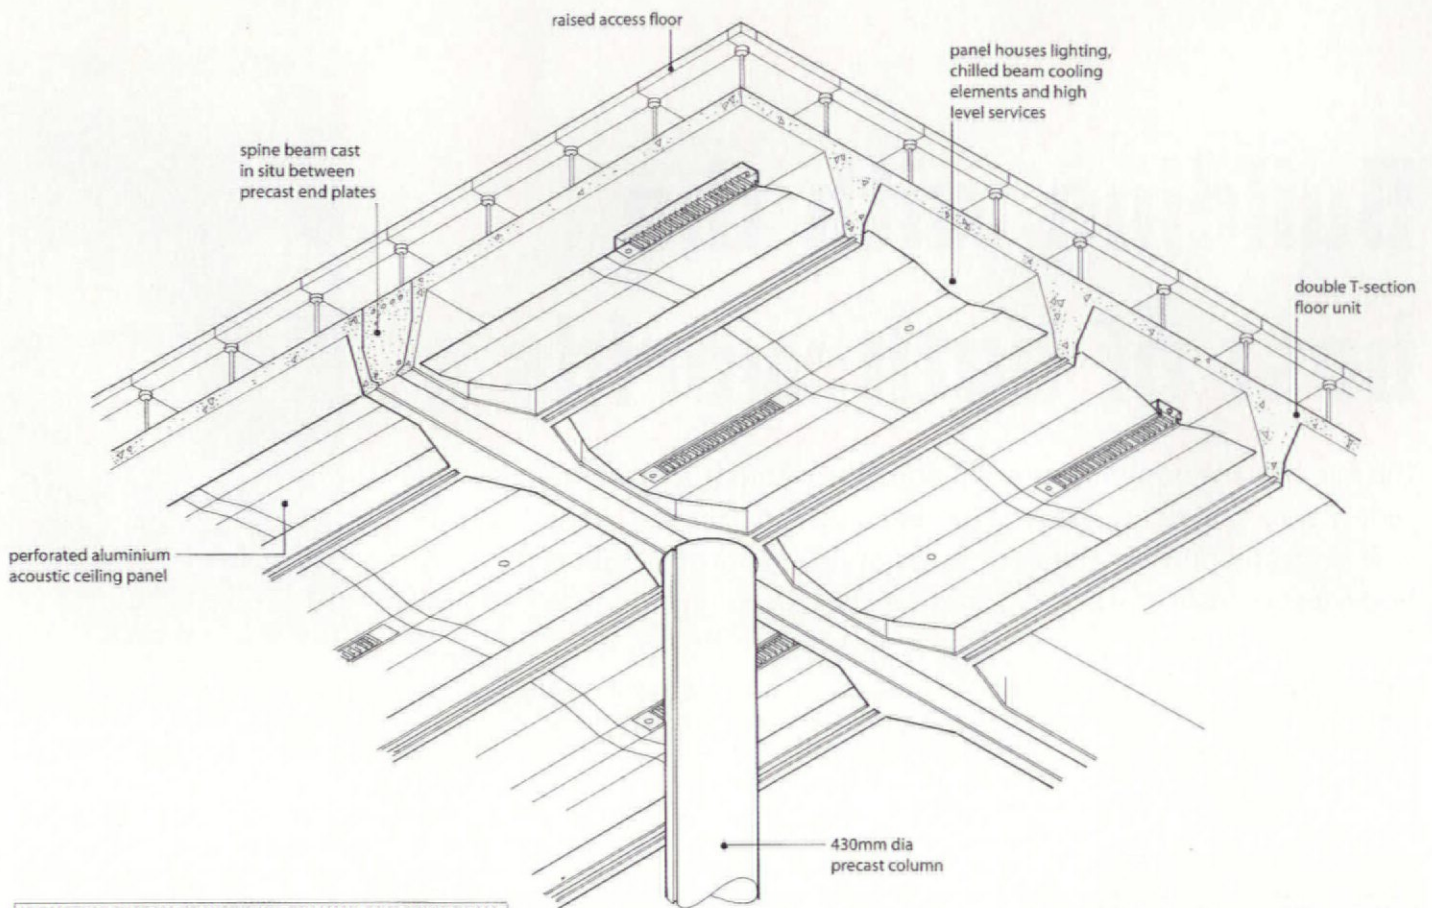 raised access floor
panel houses lighting,
chilled beam cooling
elements and high
level services
spine beam cast
in situ between
precast end plates
double T-section
floor unit
perforated aluminium
acoustic ceiling panel
430mm dia
precast column